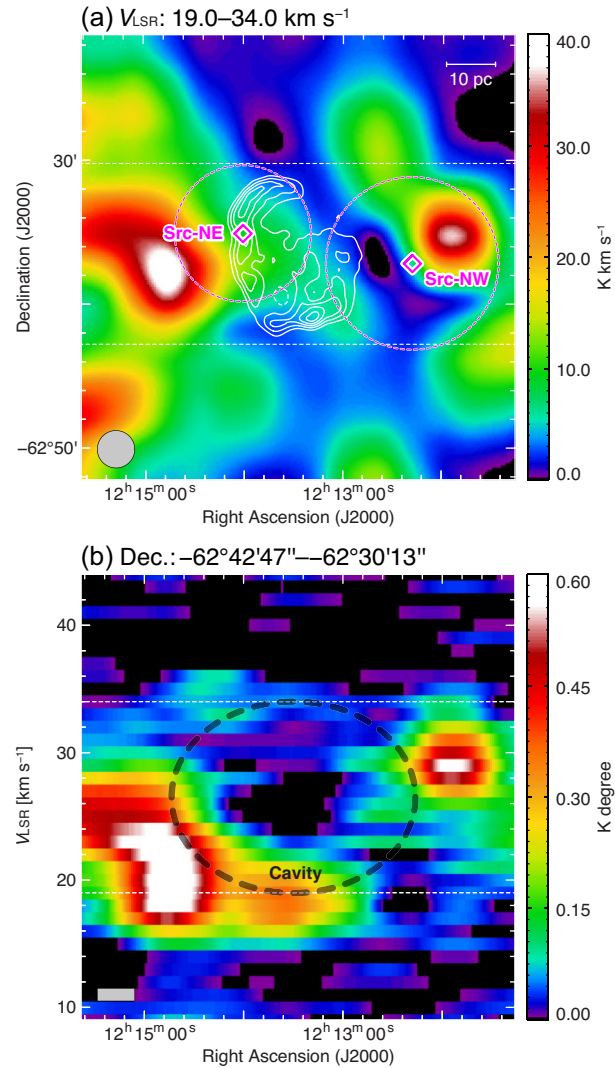 (a) VLSR: 19.0–34.0 km s⁻¹
10 pc
40.0
30.0
20.0
10.0
0.0
K km s⁻¹
30'
−62°50'
Declination (J2000)
Src-NE
Src-NW
12ʰ15ᵐ00ˢ
12ʰ13ᵐ00ˢ
Right Ascension (J2000)
(b) Dec.: −62°42'47"–−62°30'13"
40
30
20
10
VLSR [km s⁻¹]
Cavity
0.60
0.45
0.30
0.15
0.00
K degree
12ʰ15ᵐ00ˢ
12ʰ13ᵐ00ˢ
Right Ascension (J2000)